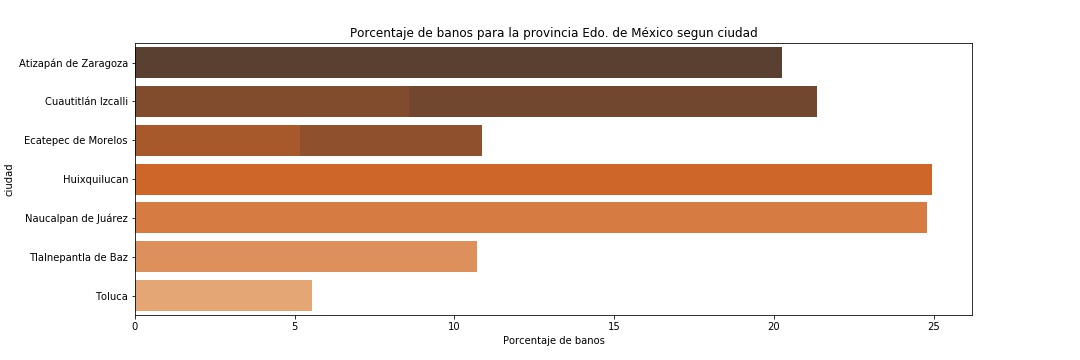 Porcentaje de banos para la provincia Edo. de México segun ciudad
Atizapán de Zaragoza
Cuautitlán Izcalli
Ecatepec de Morelos
Huixquilucan
Naucalpan de Juárez
Tlalnepantla de Baz
Toluca
ciudad
0 5 10 15 20 25
Porcentaje de banos